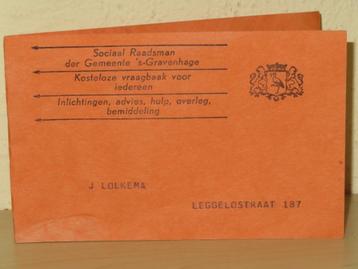 Sociaal Raadsman
der Gemeente 's-Gravenhage
Kosteloze vraagbaak voor
iedereen
Inlichtingen, advies, hulp, overleg,
bemiddeling
J LOLKEMA
LEGGELOSTRAAT 187